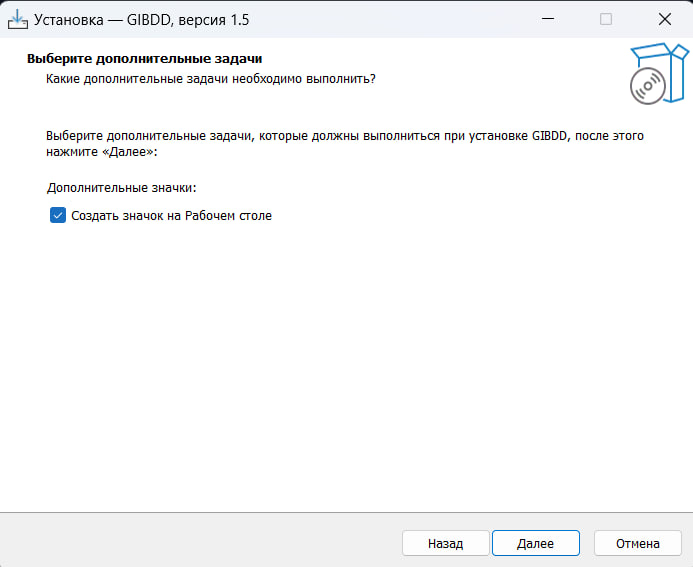 Установка — GIBDD, версия 1.5
Выберите дополнительные задачи
Какие дополнительные задачи необходимо выполнить?
Выберите дополнительные задачи, которые должны выполниться при установке GIBDD, после этого
нажмите «Далее»:
Дополнительные значки:
Создать значок на Рабочем столе
Назад Далее Отмена